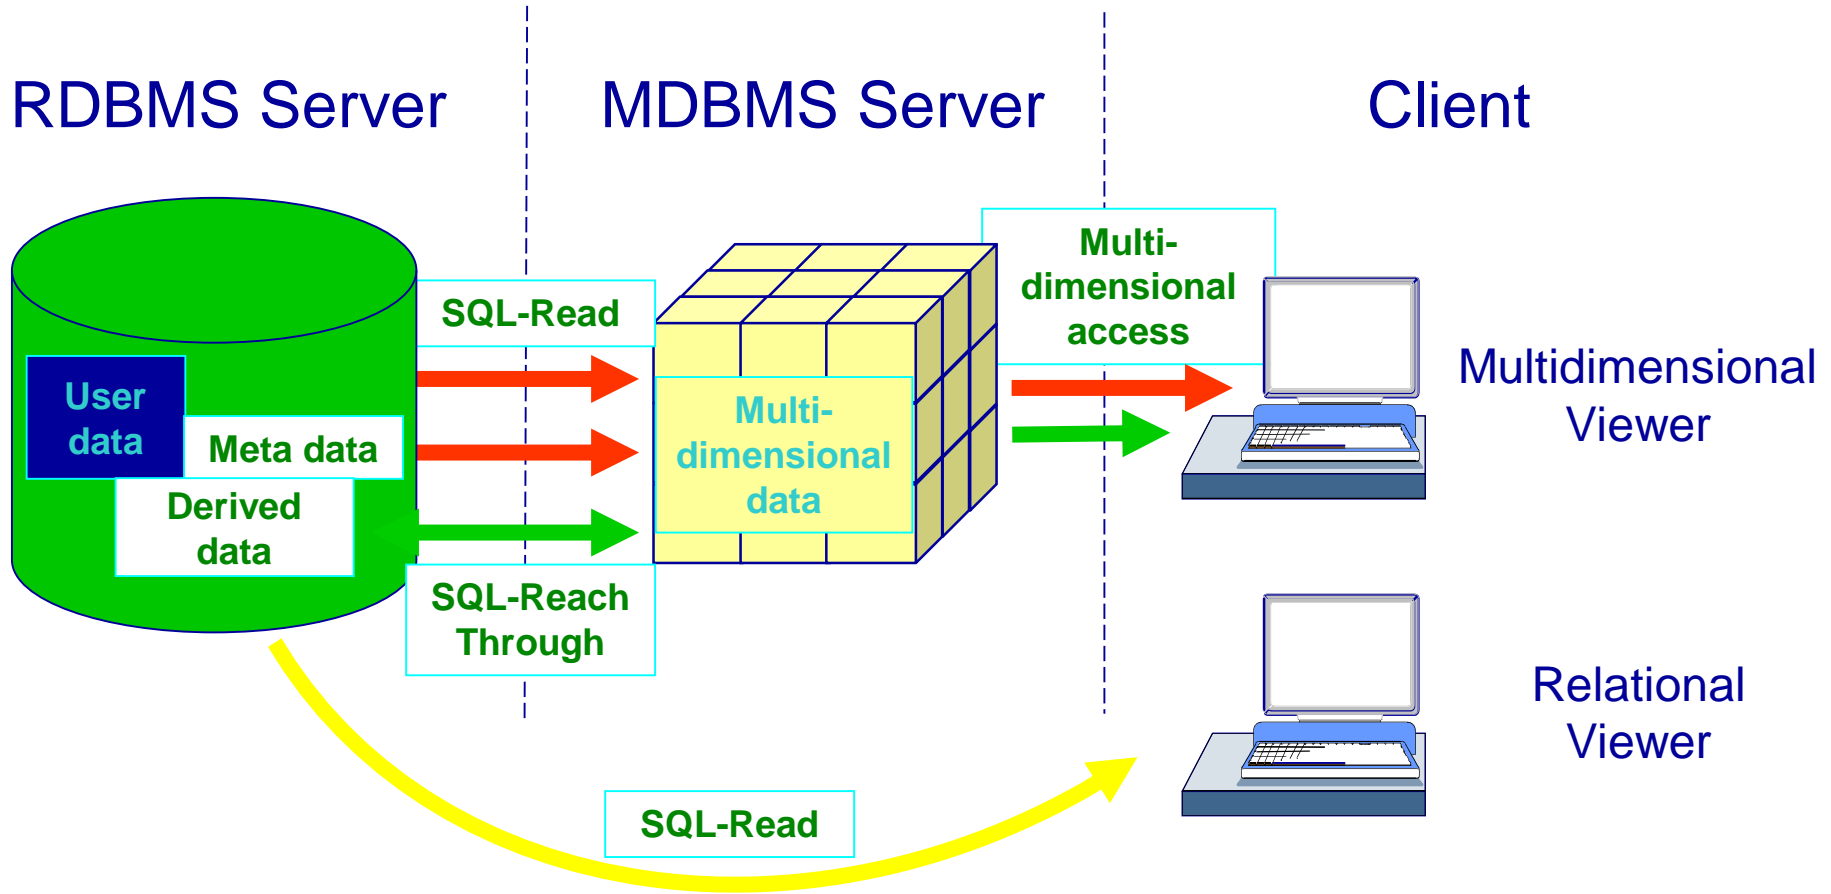 RDBMS Server
MDBMS Server
Client
SQL-Read
Multi-
dimensional
access
User
data
Meta data
Derived
data
Multi-
dimensional
data
SQL-Reach
Through
Multidimensional
Viewer
Relational
Viewer
SQL-Read